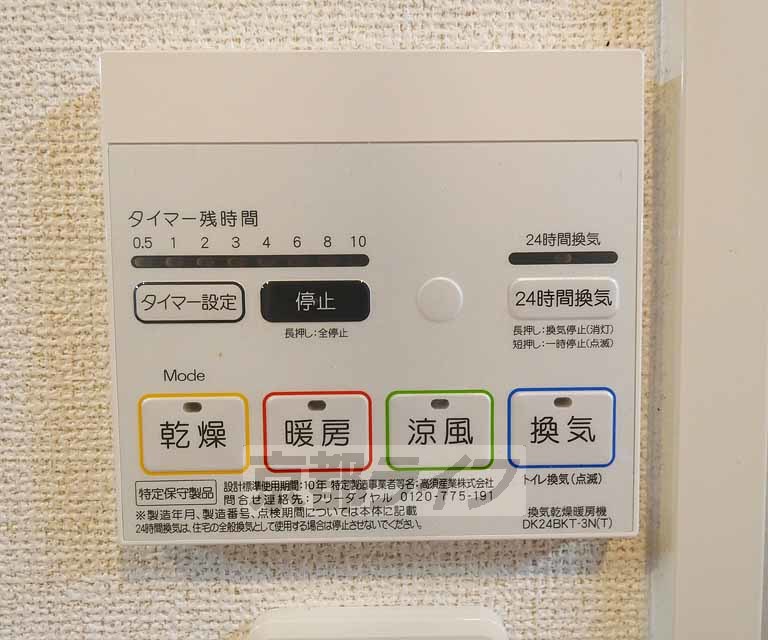 タイマー残時間
0.5 1 2 3 4 6 8 10
24時間換気
タイマー設定
停止
24時間換気
長押し:全停止
長押し:換気停止(消灯)
短押し:一時停止(点滅)
Mode
乾燥
暖房
涼風
換気
トイレ換気(点滅)
特定保守製品
設計標準使用期間:10年 特定製造事業者等名:高須産業株式会社
問合せ連絡先:フリーダイヤル 0120-775-191
※製造年月、製造番号、点検期間については本体に記載
24時間換気は、住宅の全般換気として使用する場合は停止させないでください。
換気乾燥暖房機
DK24BKT-3N(T)
京都ライフ